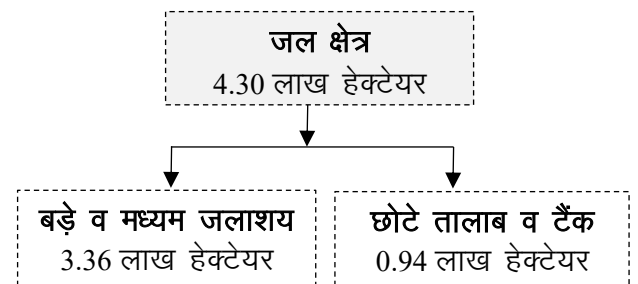 जल क्षेत्र
4.30 लाख हेक्टेयर
बड़े व मध्यम जलाशय
3.36 लाख हेक्टेयर
छोटे तालाब व टैंक
0.94 लाख हेक्टेयर